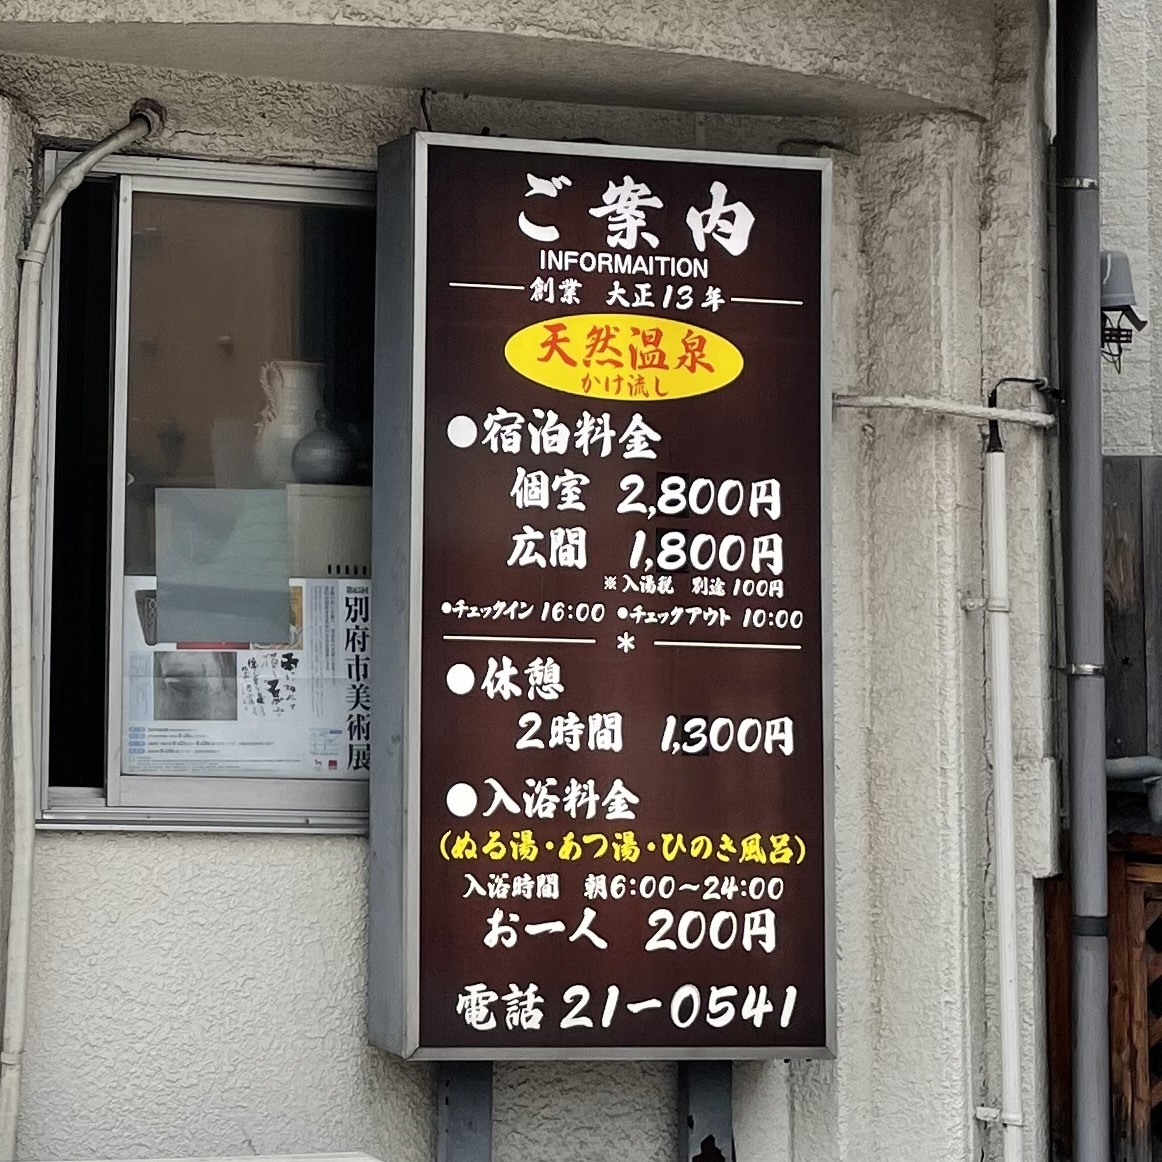 ご案内
INFORMAITION
創業 大正13年
天然温泉
かけ流し
●宿泊料金
個室 2,800円
広間 1,800円
※入湯税 別途100円
●チェックイン 16:00 ●チェックアウト 10:00
*
●休憩
2時間 1,300円
●入浴料金
(ぬる湯・あつ湯・ひのき風呂)
入浴時間 朝6:00〜24:00
お一人 200円
電話 21-0541
別府市美術展